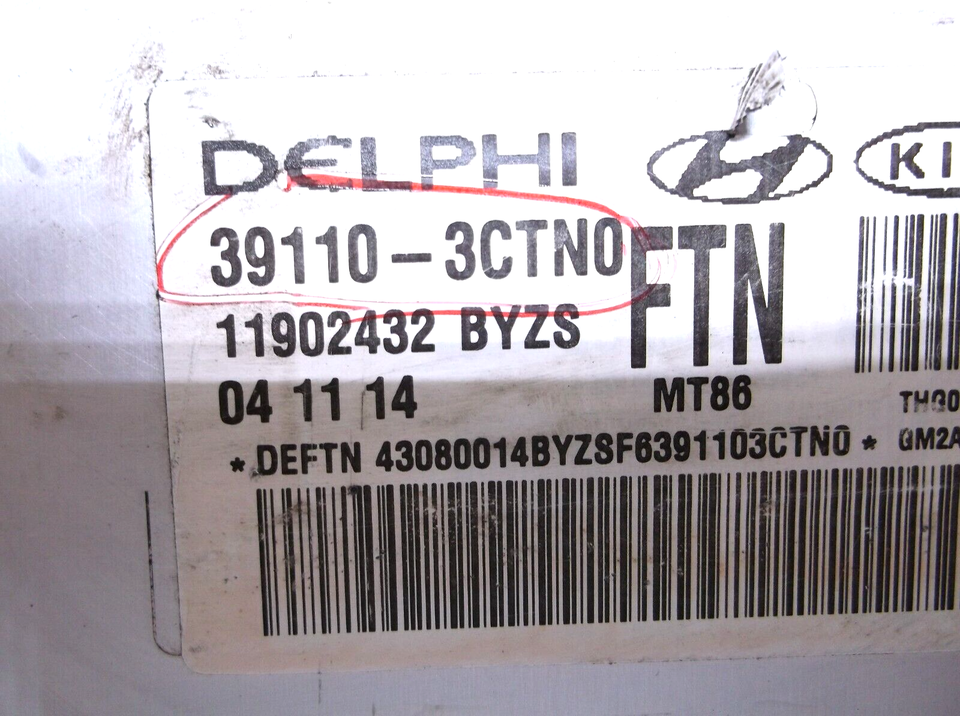 DELPHI
39110-3CTN0
FTN
11902432 BYZS
04 11 14
MT86
*DEFTN 43080014BYZSF6391103CTN0*